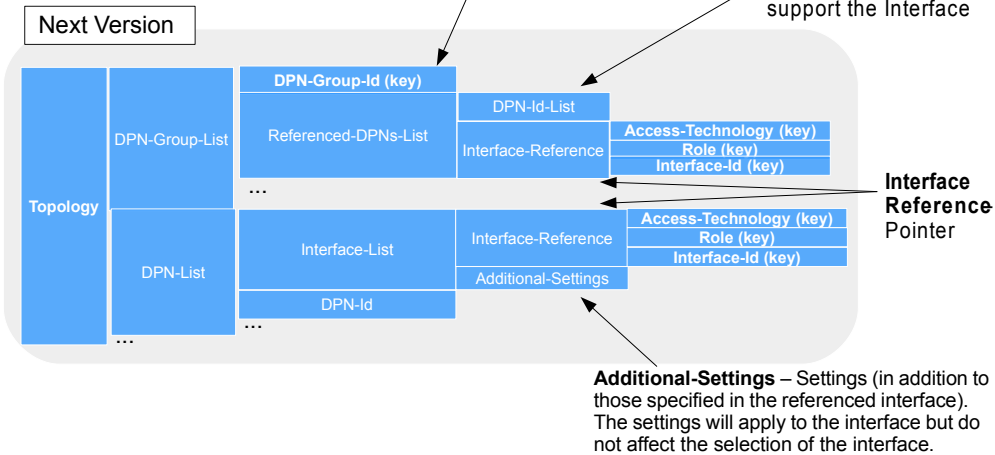 support the Interface
Next Version
DPN-Group-Id (key)
DPN-Id-List
DPN-Group-List
Referenced-DPNs-List
Interface-Reference
Access-Technology (key)
Role (key)
Interface-Id (key)
...
Topology
Interface
Reference-
Pointer
Access-Technology (key)
Role (key)
Interface-Id (key)
Interface-Reference
Interface-List
DPN-List
Additional-Settings
DPN-Id
...
...
Additional-Settings – Settings (in addition to
those specified in the referenced interface).
The settings will apply to the interface but do
not affect the selection of the interface.